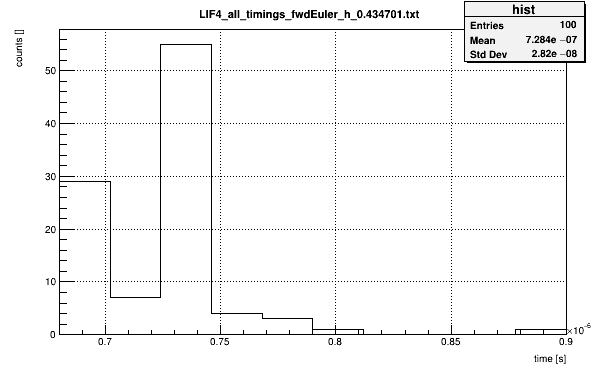 LIF4_all_timings_fwdEuler_h_0.434701.txt
hist
Entries 100
Mean 7.284e −07
Std Dev 2.82e −08
counts []
50
40
30
20
10
0
0.7 0.75 0.8 0.85 0.9
×10⁻⁶
time [s]